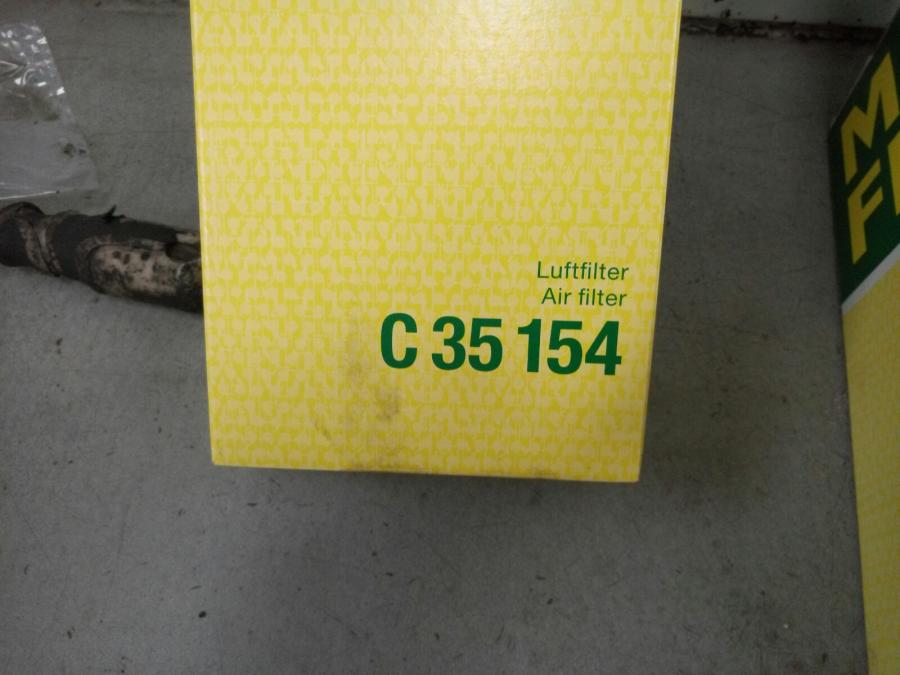 Luftfilter
Air filter
C 35 154
M
F